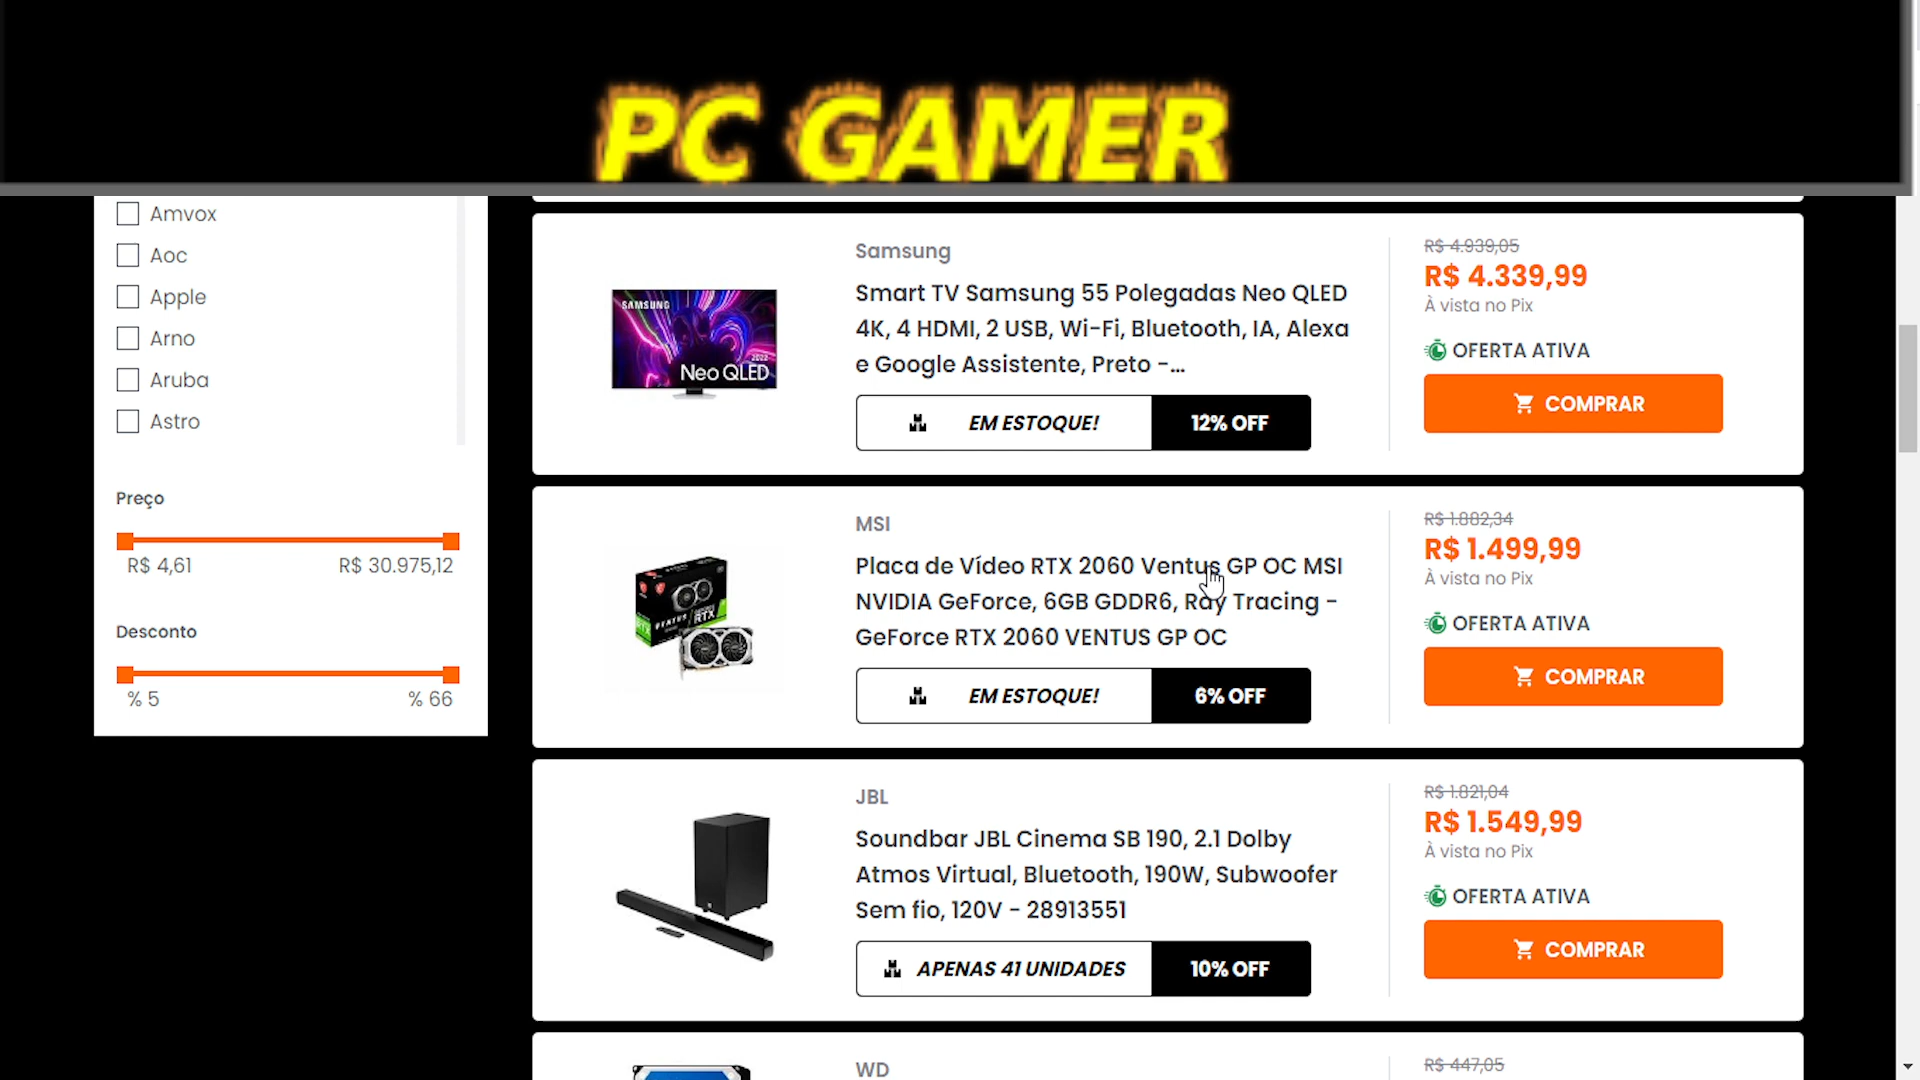 PC GAMER
Amvox
Aoc
Apple
Arno
Aruba
Astro
Preço
R$ 4,61
R$ 30.975,12
Desconto
% 5
% 66
SAMSUNG
2022
Neo QLED
Samsung
Smart TV Samsung 55 Polegadas Neo QLED
4K, 4 HDMI, 2 USB, Wi-Fi, Bluetooth, IA, Alexa
e Google Assistente, Preto -...
EM ESTOQUE!
12% OFF
R$ 4.939,05
R$ 4.339,99
À vista no Pix
OFERTA ATIVA
COMPRAR
VENTUS
RTX
MSI
Placa de Vídeo RTX 2060 Ventus GP OC MSI
NVIDIA GeForce, 6GB GDDR6, Ray Tracing -
GeForce RTX 2060 VENTUS GP OC
EM ESTOQUE!
6% OFF
R$ 1.882,34
R$ 1.499,99
À vista no Pix
OFERTA ATIVA
COMPRAR
JBL
Soundbar JBL Cinema SB 190, 2.1 Dolby
Atmos Virtual, Bluetooth, 190W, Subwoofer
Sem fio, 120V - 28913551
APENAS 41 UNIDADES
10% OFF
R$ 1.821,04
R$ 1.549,99
À vista no Pix
OFERTA ATIVA
COMPRAR
WD
R$ 447,05